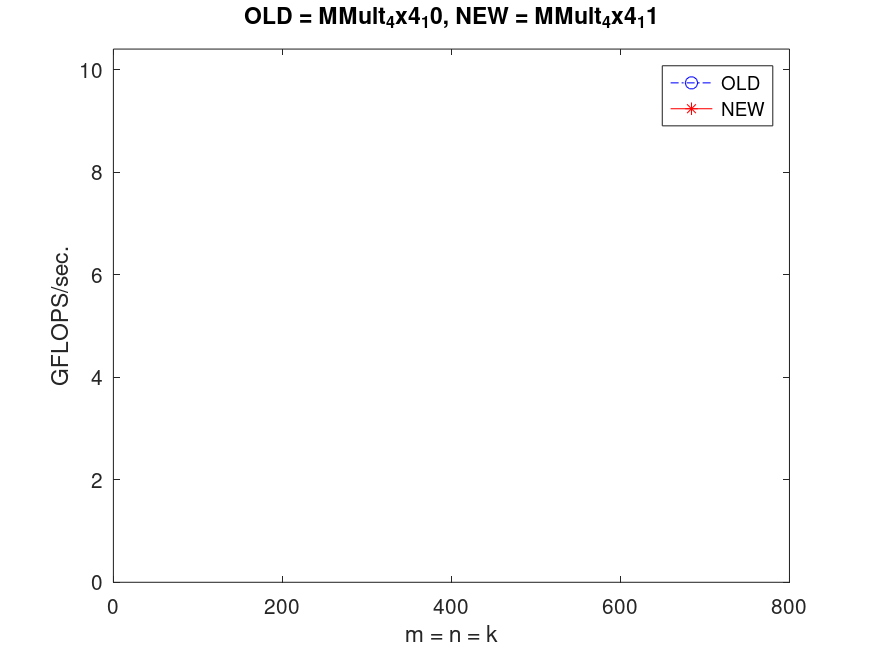 OLD = MMult₄x4₁0, NEW = MMult₄x4₁1
10
8
6
4
2
0
GFLOPS/sec.
OLD
NEW
0 200 400 600 800
m = n = k